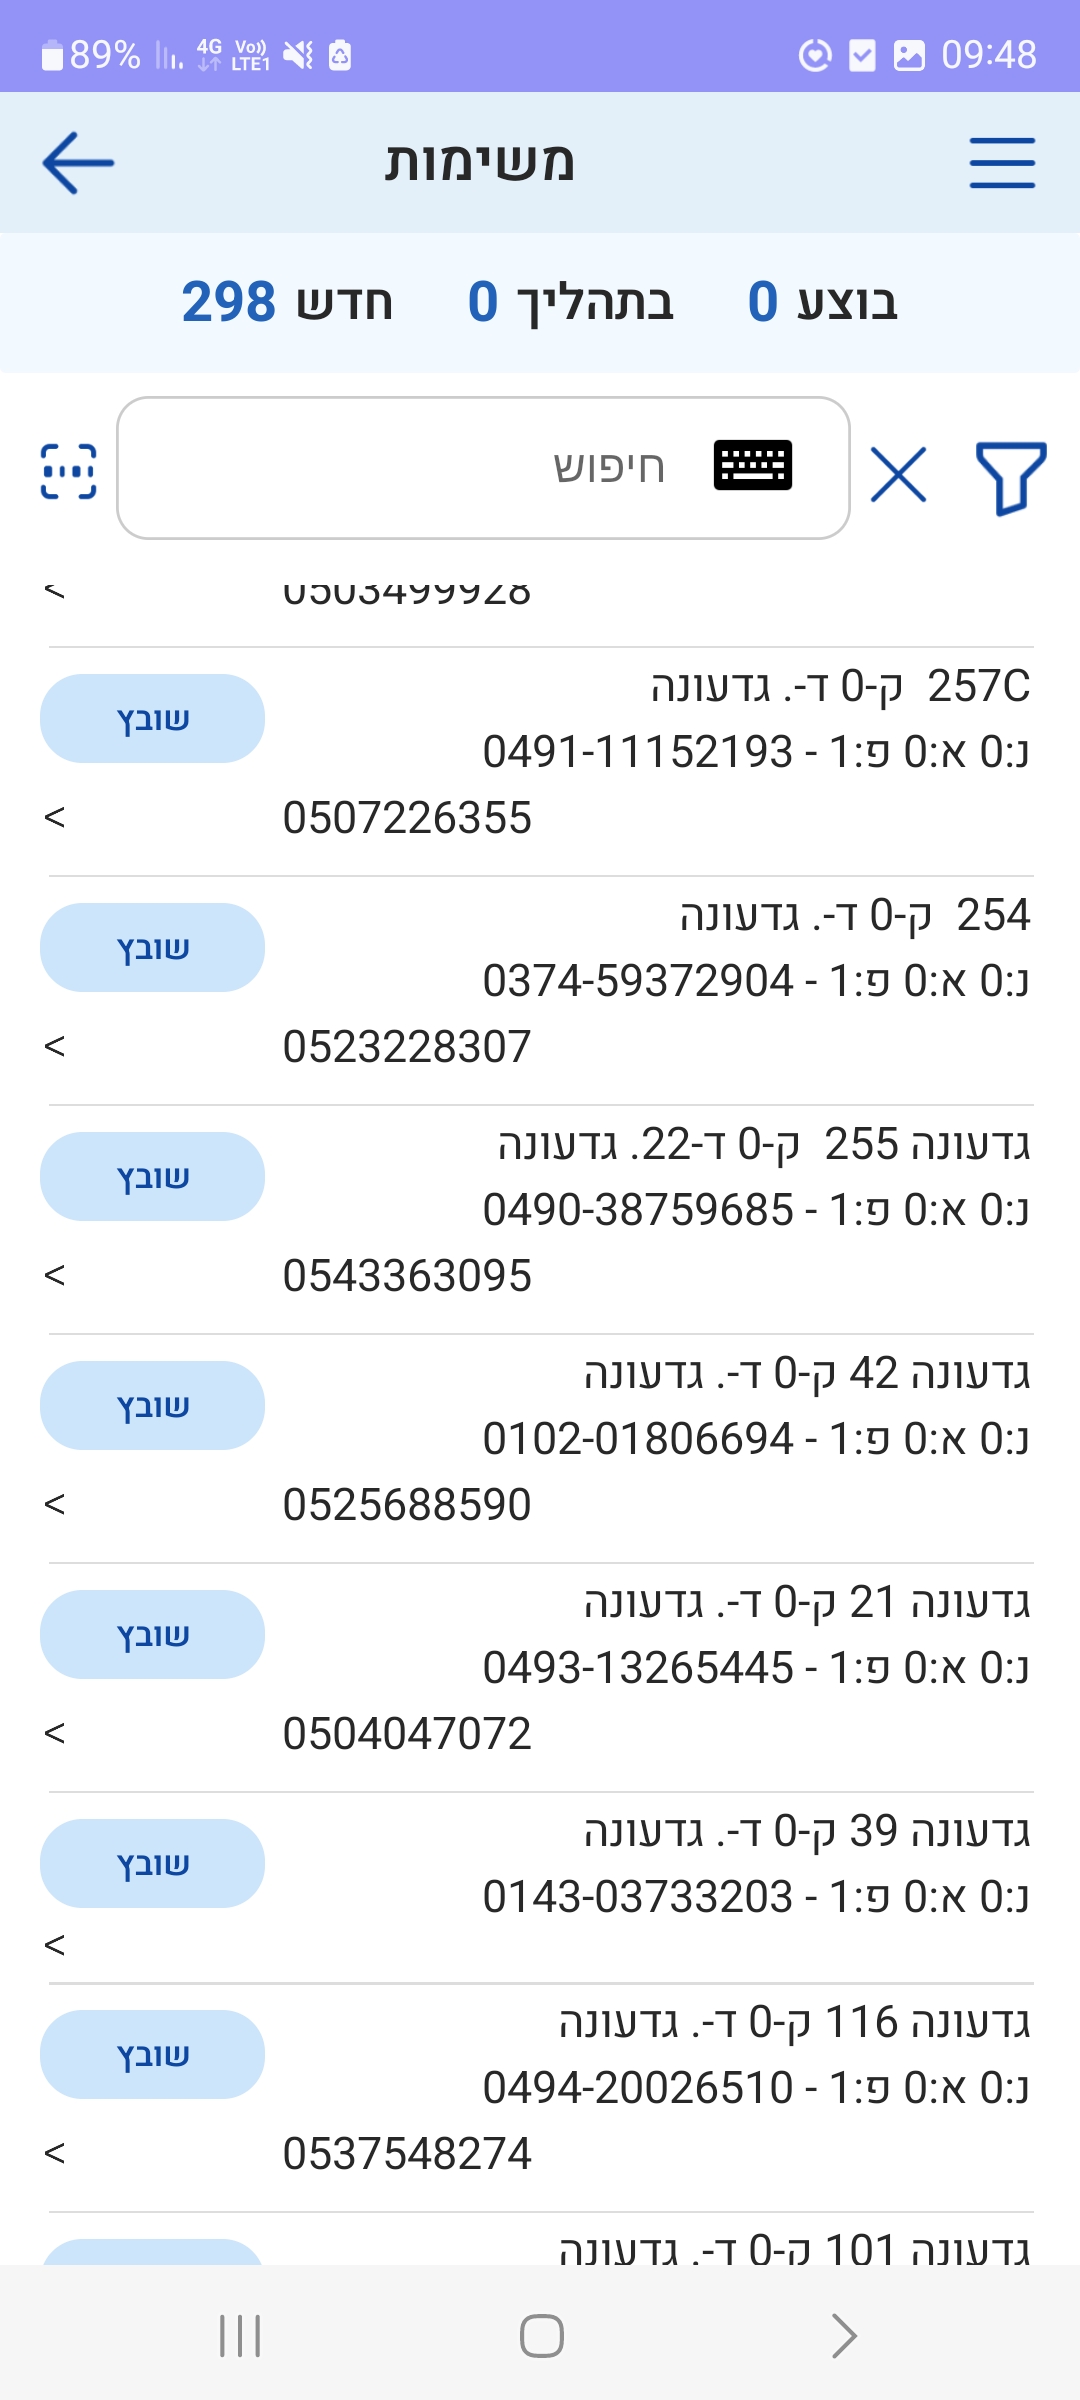 89% 4G Vo)) LTE1 09:48
משימות
בוצע 0 בתהליך 0 חדש 298
חיפוש
0503499928 <
257C ק-0 ד-. גדעונה
שובץ
נ:0 א:0 פ:1 - 0491-11152193
0507226355 <
254 ק-0 ד-. גדעונה
שובץ
נ:0 א:0 פ:1 - 0374-59372904
0523228307 <
גדעונה 255 ק-0 ד-22. גדעונה
שובץ
נ:0 א:0 פ:1 - 0490-38759685
0543363095 <
גדעונה 42 ק-0 ד-. גדעונה
שובץ
נ:0 א:0 פ:1 - 0102-01806694
0525688590 <
גדעונה 21 ק-0 ד-. גדעונה
שובץ
נ:0 א:0 פ:1 - 0493-13265445
0504047072 <
גדעונה 39 ק-0 ד-. גדעונה
שובץ
נ:0 א:0 פ:1 - 0143-03733203
<
גדעונה 116 ק-0 ד-. גדעונה
שובץ
נ:0 א:0 פ:1 - 0494-20026510
0537548274 <
גדעונה 101 ק-0 ד-. גדעונה